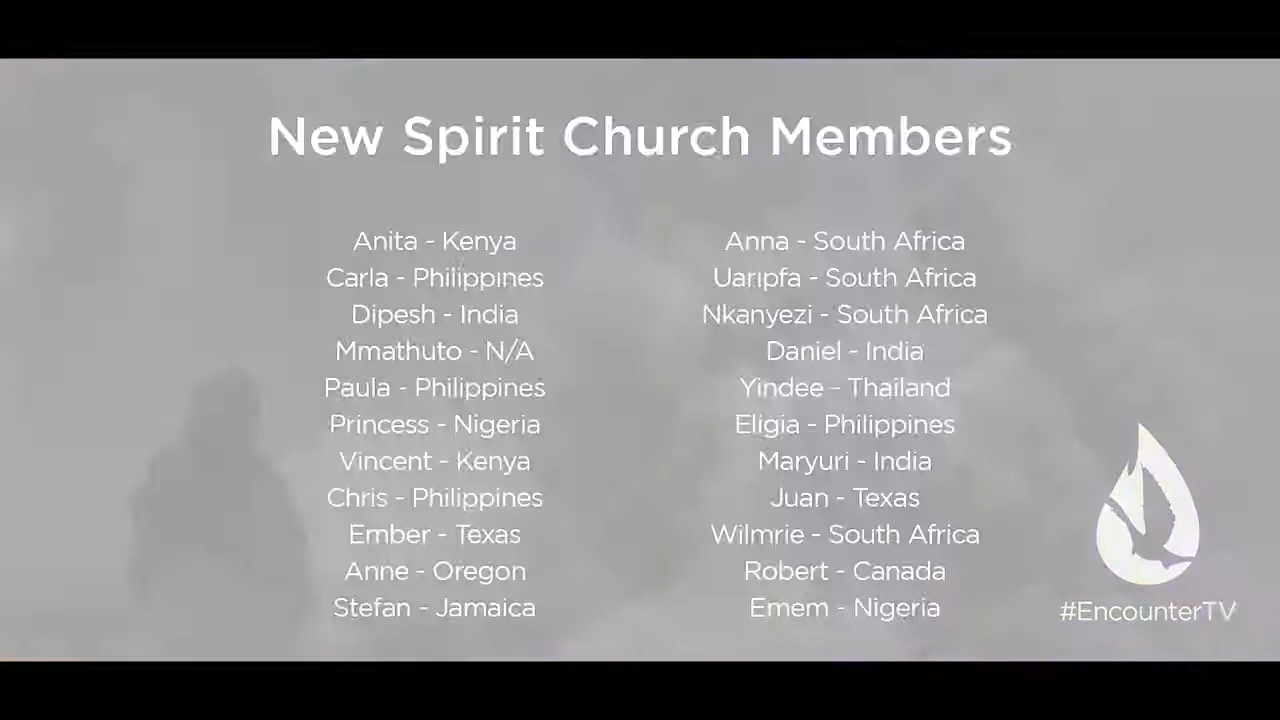 New Spirit Church Members
Anita - Kenya
Carla - Philippines
Dipesh - India
Mmathuto - N/A
Paula - Philippines
Princess - Nigeria
Vincent - Kenya
Chris - Philippines
Ember - Texas
Anne - Oregon
Stefan - Jamaica
Anna - South Africa
- South Africa
Nkanyezi - South Africa
Daniel - India
Yindee - Thailand
Eligia - Philippines
Maryuri - India
Juan - Texas
Wilmrie - South Africa
Robert - Canada
Emem - Nigeria
#EncounterTV